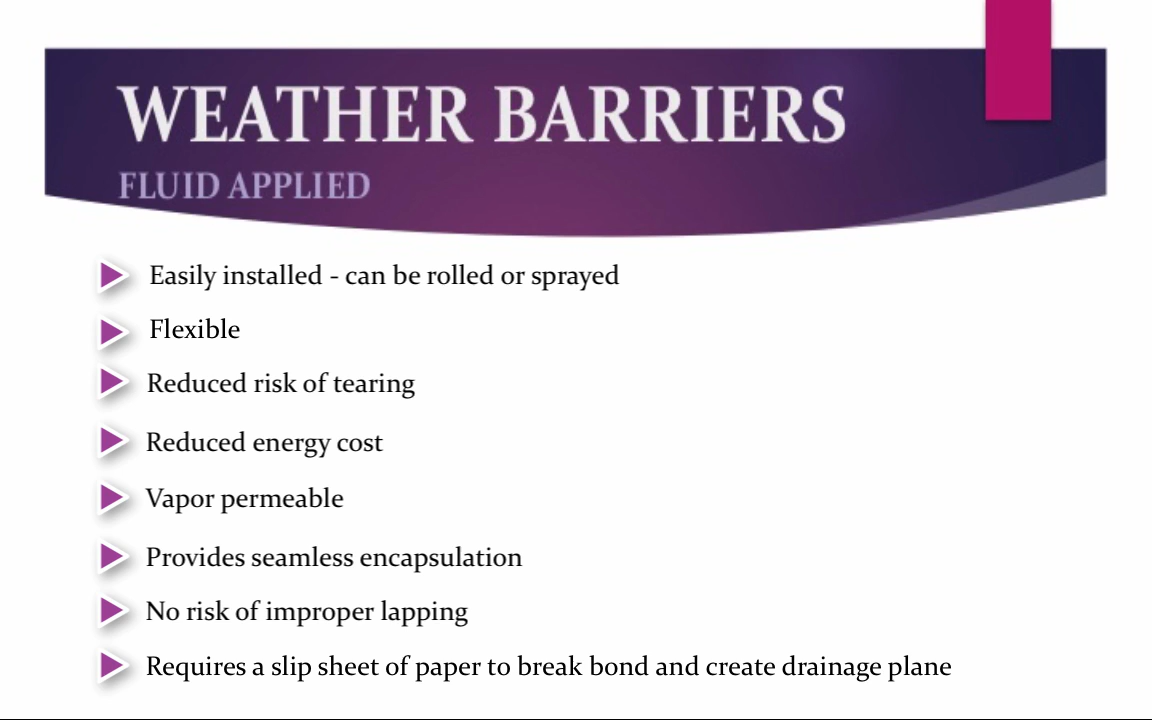 WEATHER BARRIERS
FLUID APPLIED
Easily installed - can be rolled or sprayed
Flexible
Reduced risk of tearing
Reduced energy cost
Vapor permeable
Provides seamless encapsulation
No risk of improper lapping
Requires a slip sheet of paper to break bond and create drainage plane